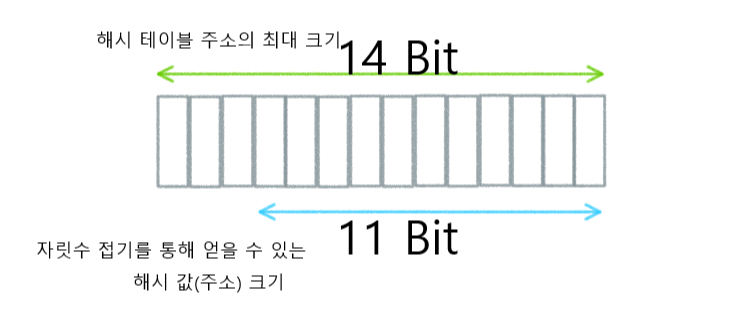 해시 테이블 주소의 최대 크기
14 Bit
11 Bit
자릿수 접기를 통해 얻을 수 있는
해시 값(주소) 크기